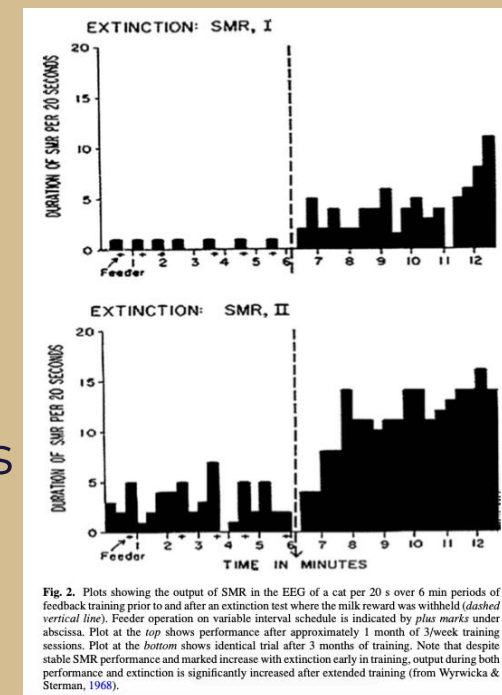 EXTINCTION: SMR, I
DURATION OF SMR PER 20 SECONDS
20
15
10
5
0
1 2 3 4 5 6 7 8 9 10 11 12
Feeder
EXTINCTION: SMR, II
DURATION OF SMR PER 20 SECONDS
20
15
10
5
0
1 2 3 4 5 6 7 8 9 10 11 12
Feeder
TIME IN MINUTES
s
Fig. 2. Plots showing the output of SMR in the EEG of a cat per 20 s over 6 min periods of
feedback training prior to and after an extinction test where the milk reward was withheld (dashed
vertical line). Feeder operation on variable interval schedule is indicated by plus marks under
abscissa. Plot at the top shows performance after approximately 1 month of 3/week training
sessions. Plot at the bottom shows identical trial after 3 months of training. Note that despite
stable SMR performance and marked increase with extinction early in training, output during both
performance and extinction is significantly increased after extended training (from Wyrwicka &
Sterman, 1968).